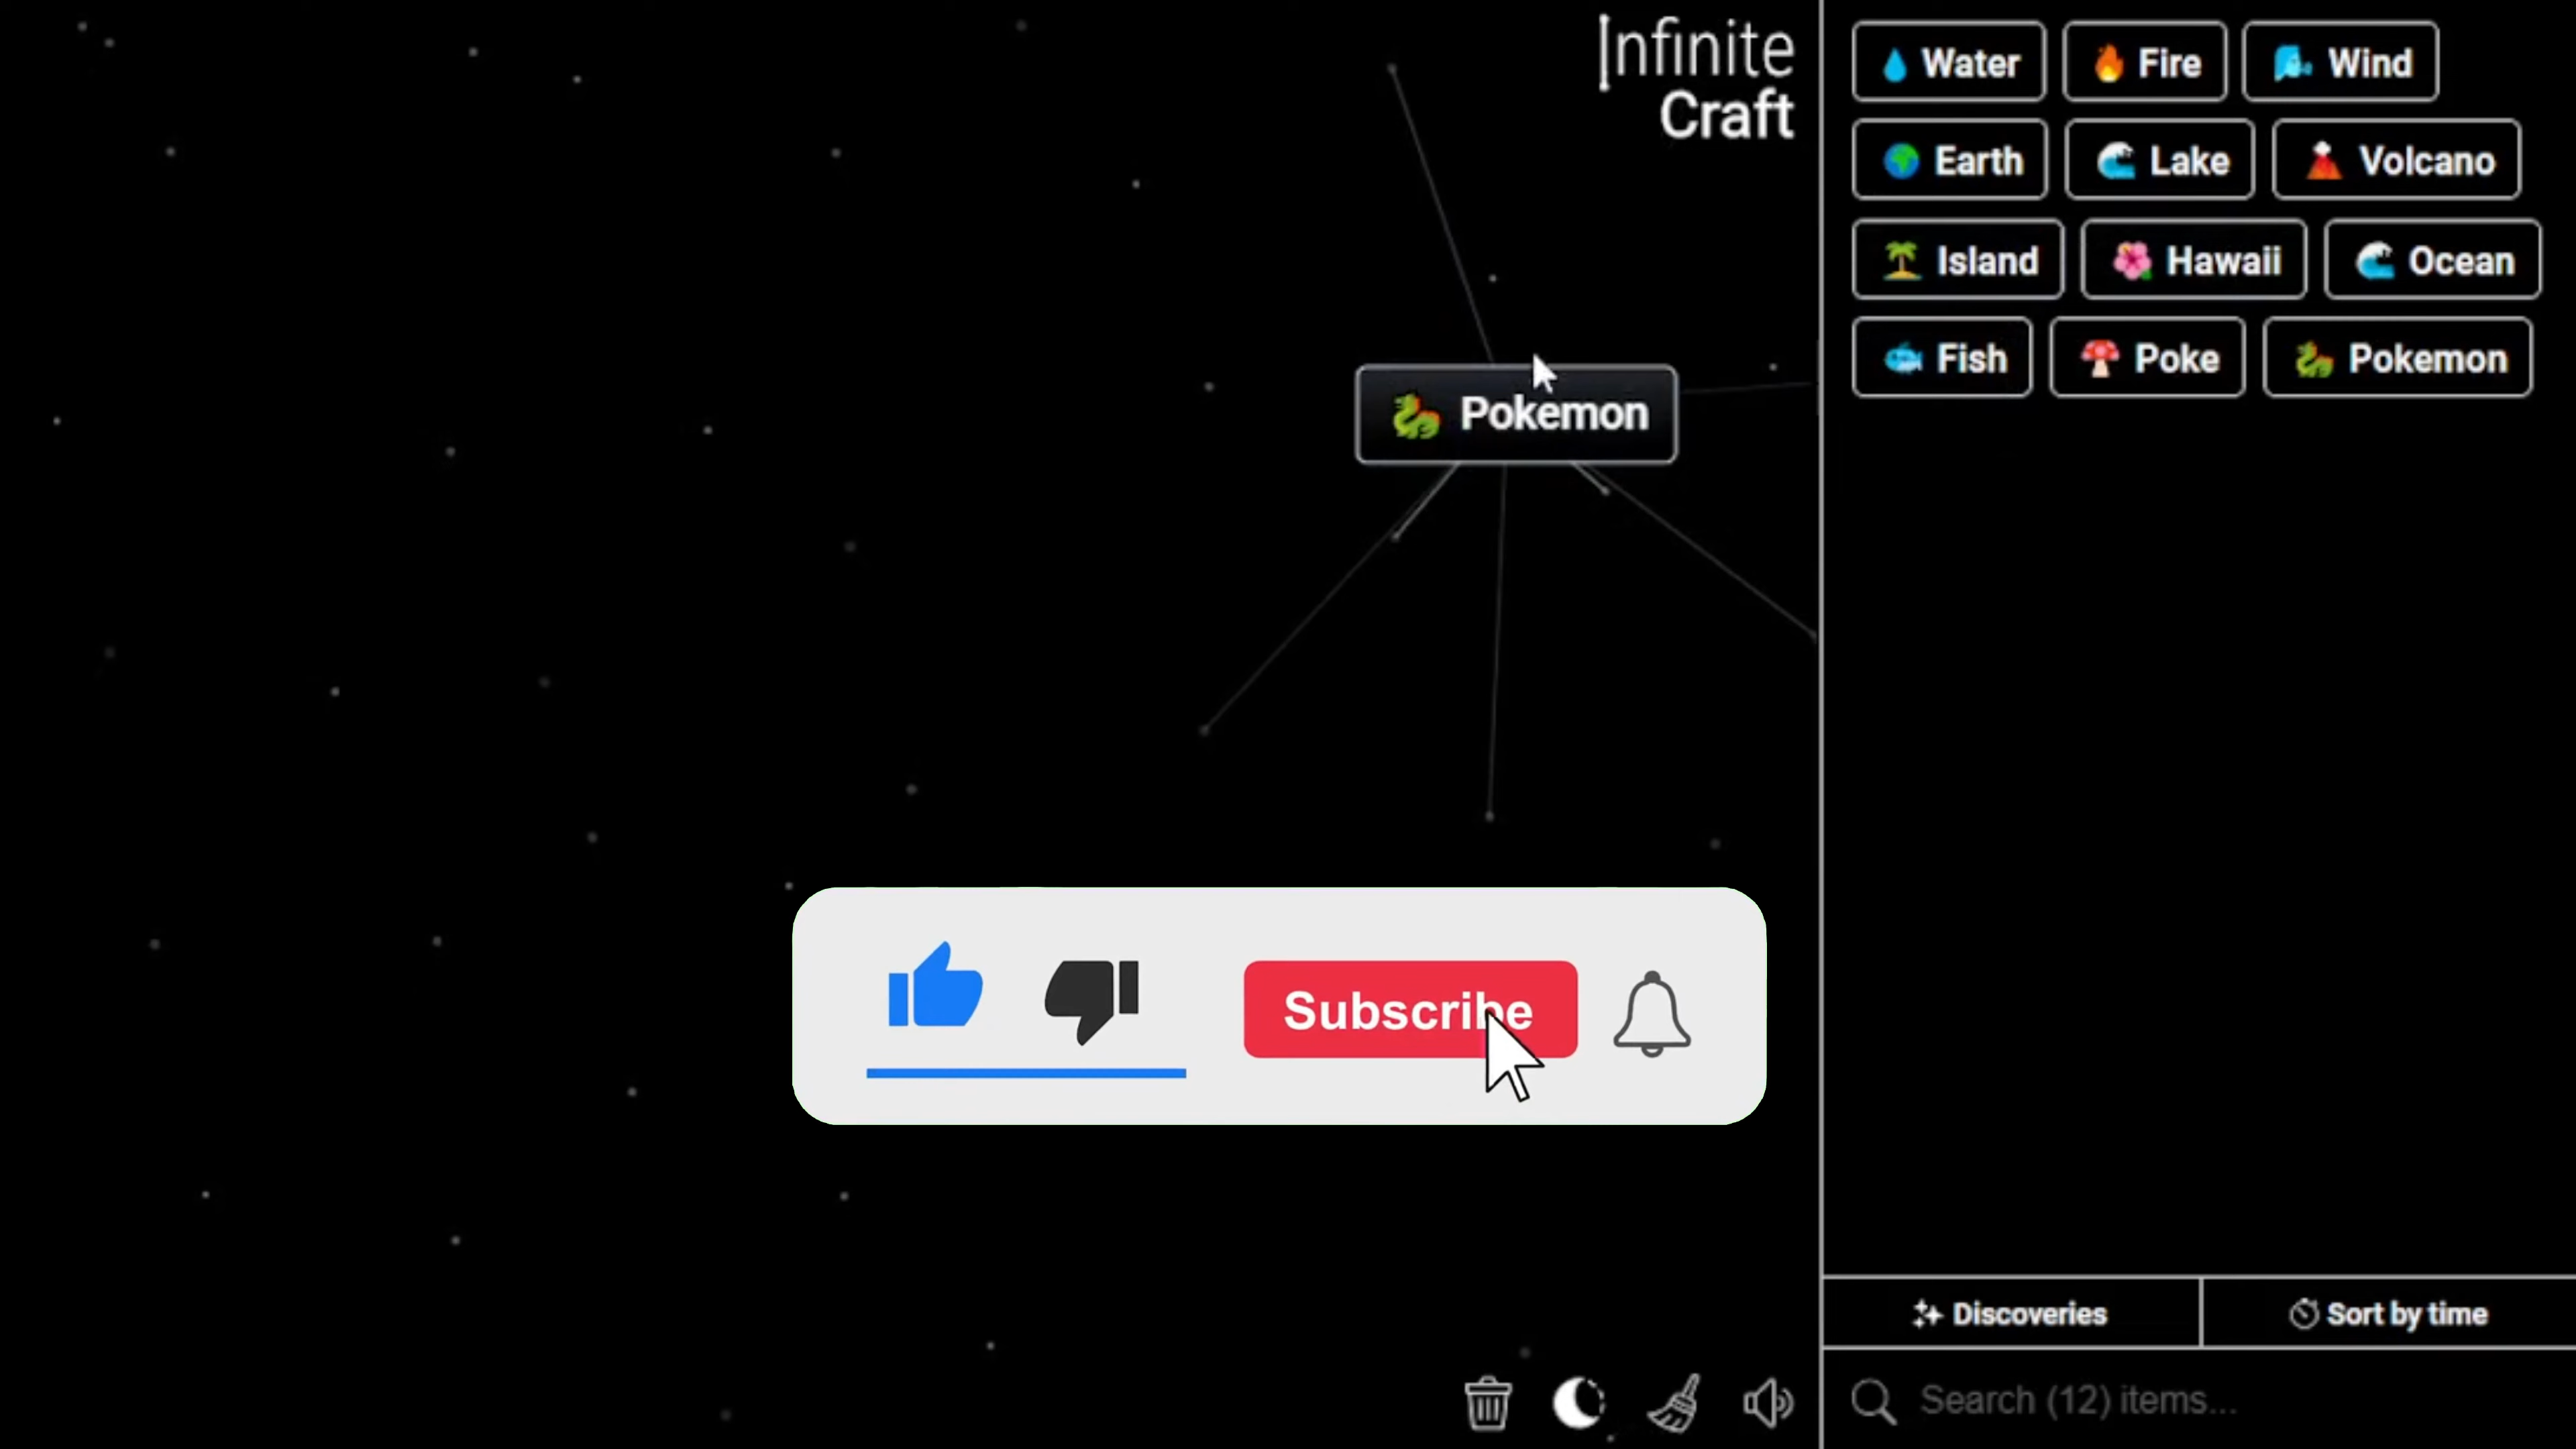 Infinite
Craft
Water Fire Wind
Earth Lake Volcano
Island Hawaii Ocean
Fish Poke Pokemon
Pokemon
Subscribe
Discoveries Sort by time
Search (12) items...